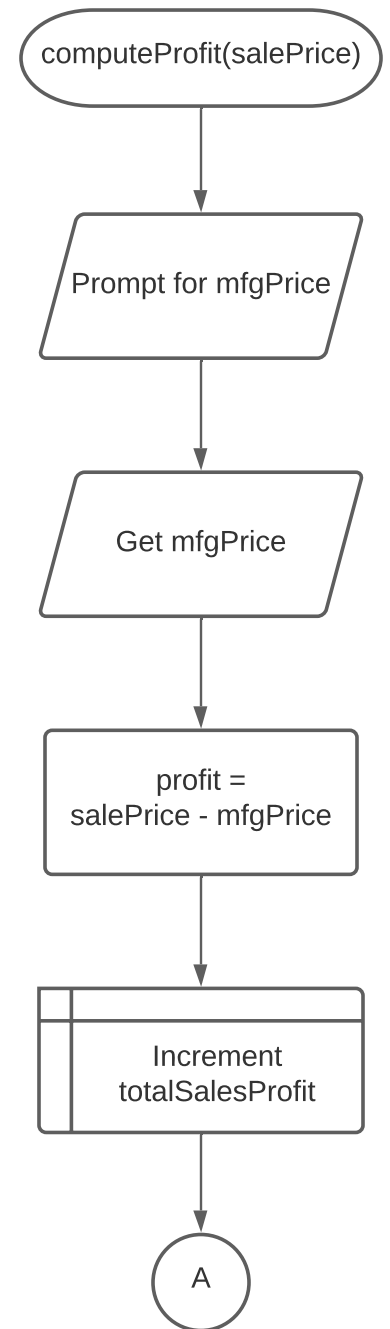 computeProfit(salePrice)
Prompt for mfgPrice
Get mfgPrice
profit =
salePrice - mfgPrice
Increment
totalSalesProfit
A